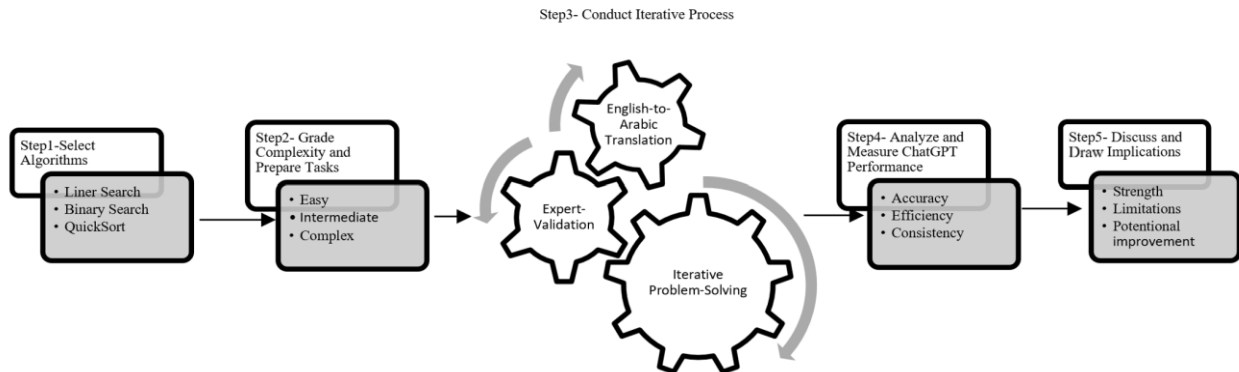 Step3- Conduct Iterative Process
Step1-Select
Algorithms
• Liner Search
• Binary Search
• QuickSort
Step2- Grade
Complexity and
Prepare Tasks
• Easy
• Intermediate
• Complex
English-to-
Arabic
Translation
Expert-
Validation
Iterative
Problem-Solving
Step4- Analyze and
Measure ChatGPT
Performance
• Accuracy
• Efficiency
• Consistency
Step5- Discuss and
Draw Implications
• Strength
• Limitations
• Potentional
improvement